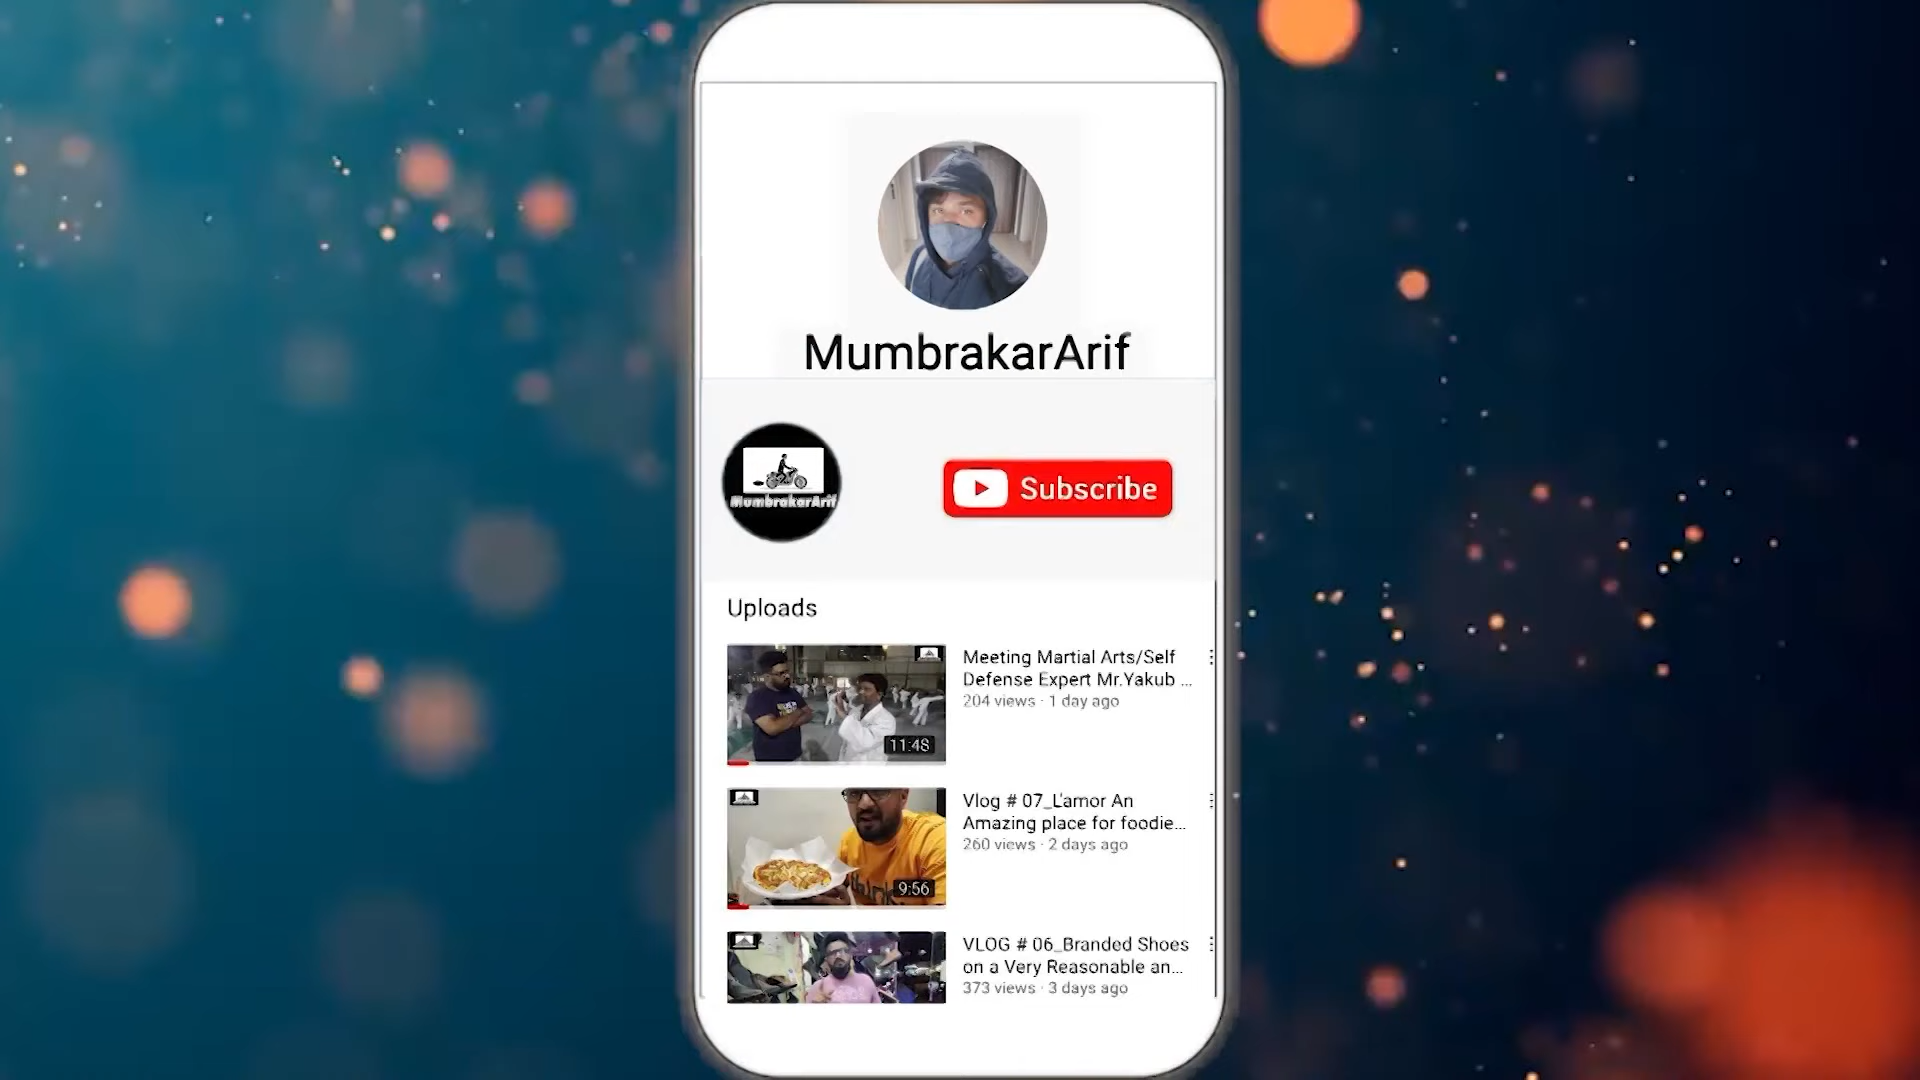 MumbrakarArif
MumbrakarArif
Subscribe
Uploads
Meeting Martial Arts/Self
Defense Expert Mr.Yakub ...
204 views · 1 day ago
11:48
Vlog # 07_L'amor An
Amazing place for foodie...
260 views · 2 days ago
9:56
VLOG # 06_Branded Shoes
on a Very Reasonable an...
373 views · 3 days ago